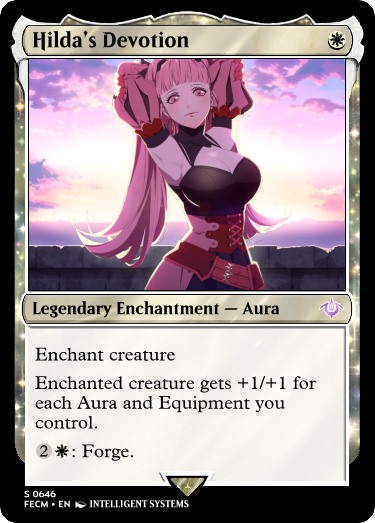 Hilda's Devotion
Legendary Enchantment — Aura
Enchant creature
Enchanted creature gets +1/+1 for
each Aura and Equipment you
control.
2 : Forge.
S 0646
FECM • EN INTELLIGENT SYSTEMS